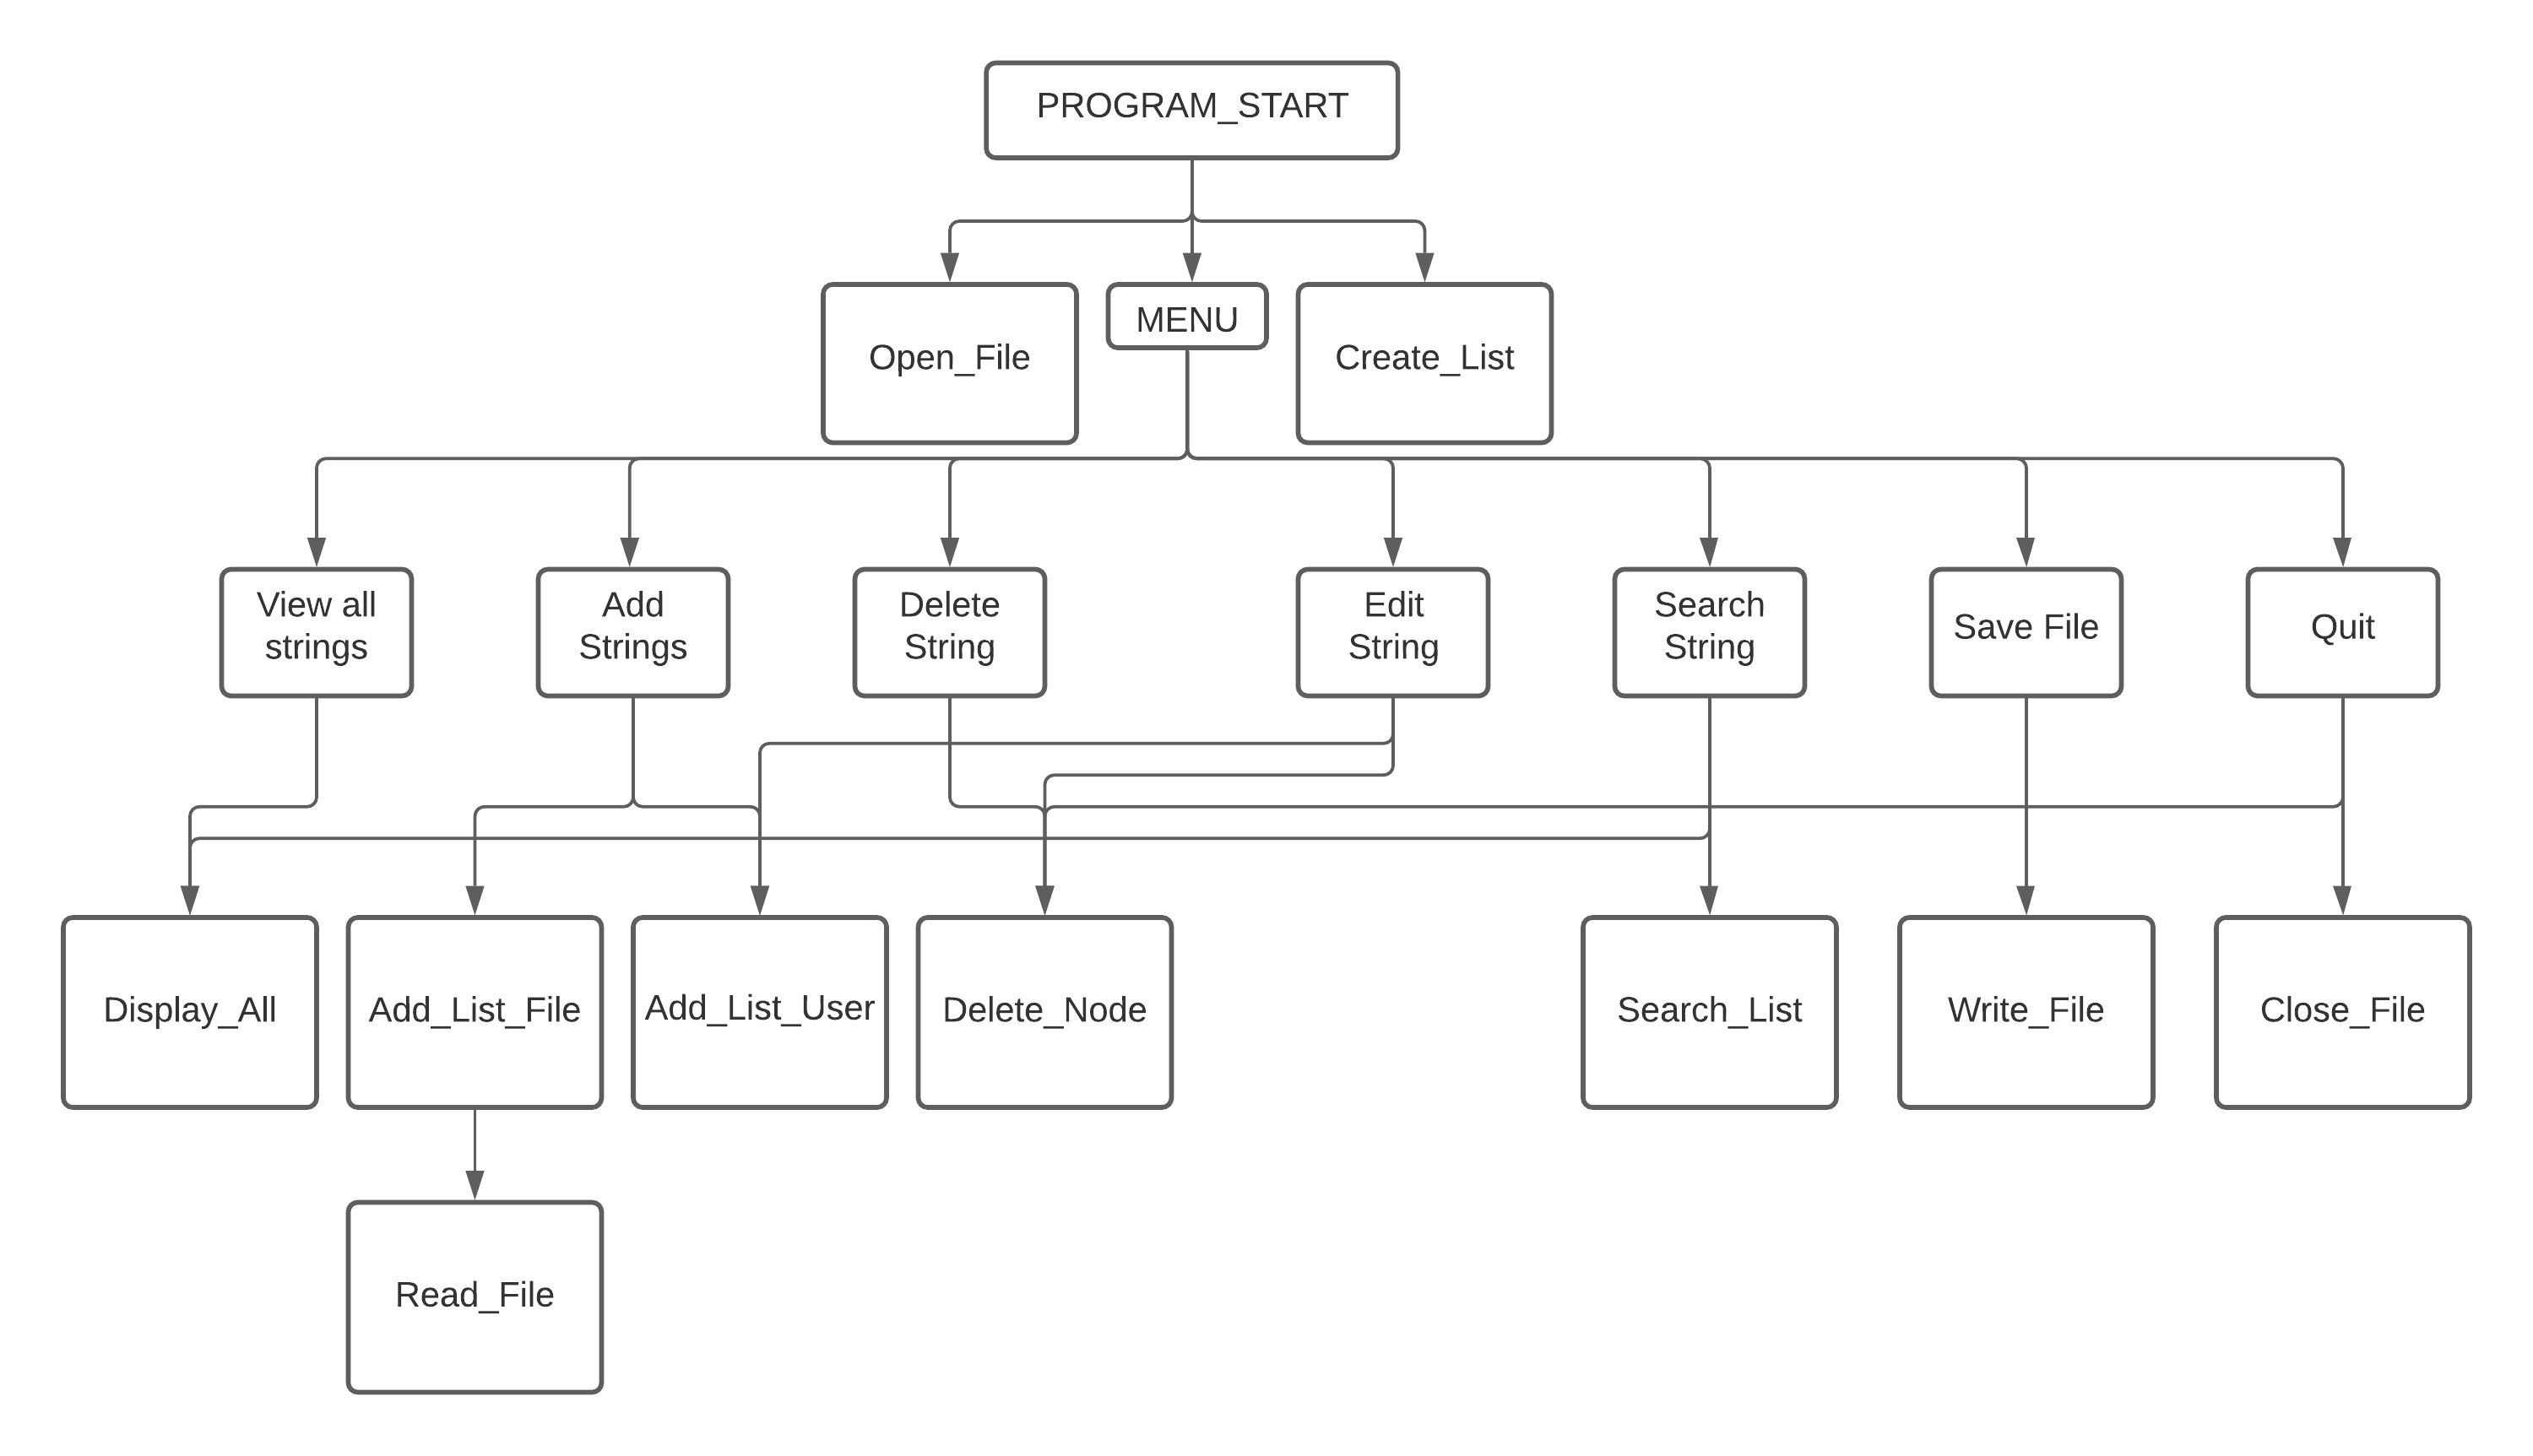 PROGRAM_START
Open_File
MENU
Create_List
View all
strings
Add
Strings
Delete
String
Edit
String
Search
String
Save File
Quit
Display_All
Add_List_File
Add_List_User
Delete_Node
Search_List
Write_File
Close_File
Read_File